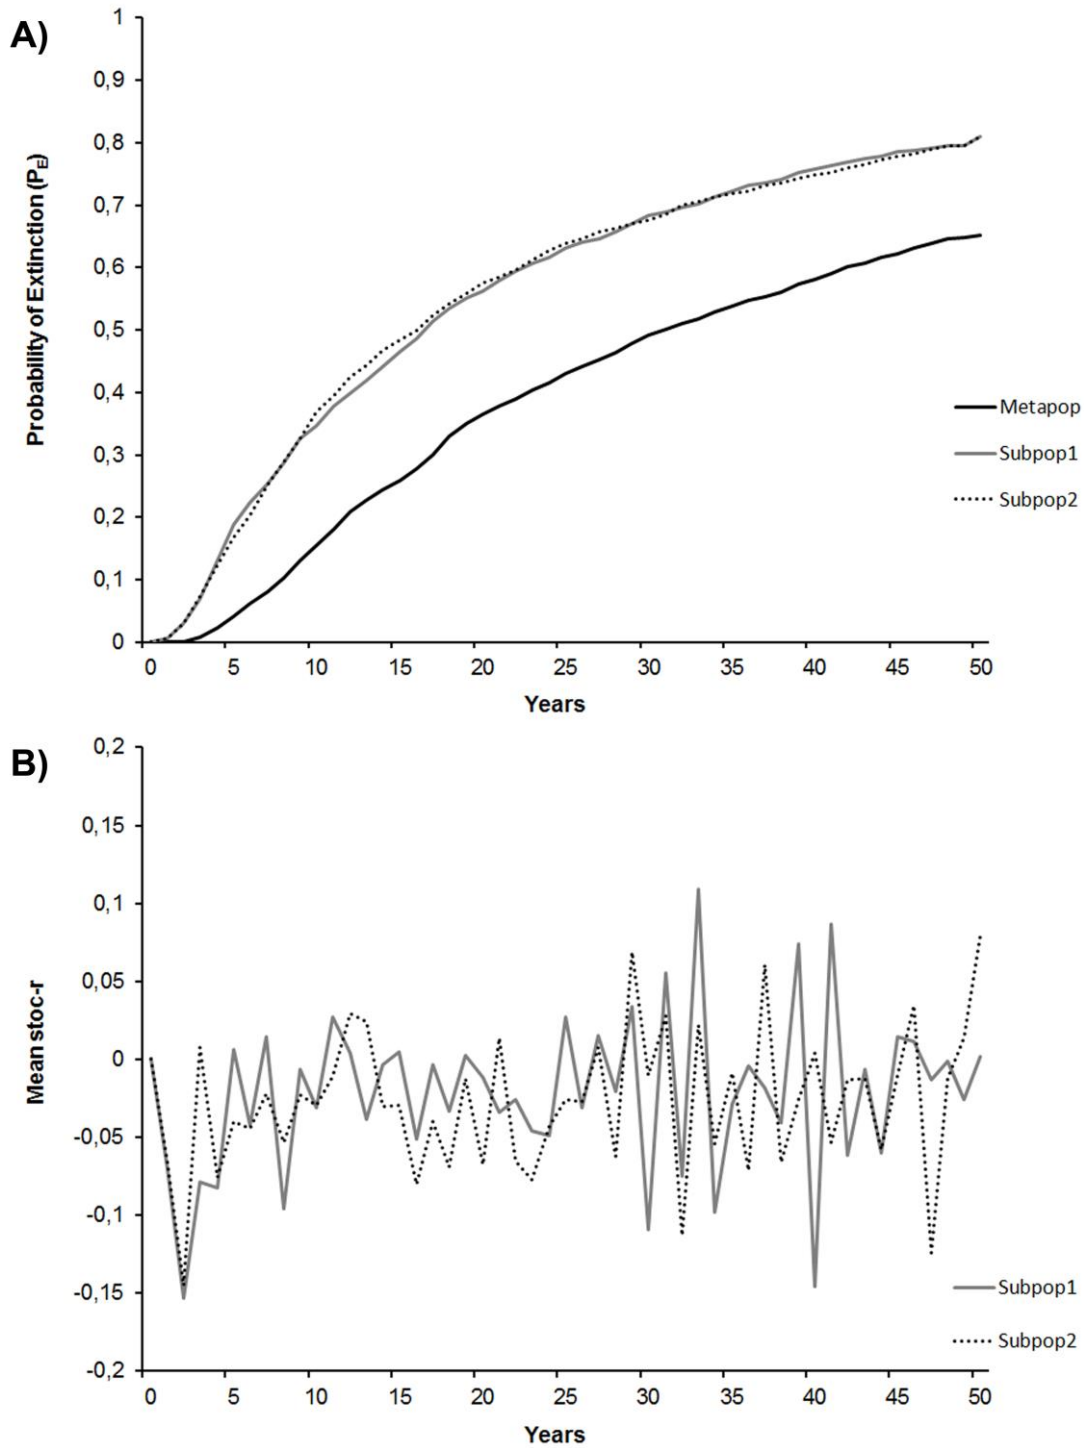 A)
1
0,9
0,8
0,7
0,6
0,5
0,4
0,3
0,2
0,1
0
Probability of Extinction (PE)
Metapop
Subpop1
Subpop2
0 5 10 15 20 25 30 35 40 45 50
Years
B)
0,2
0,15
0,1
0,05
0
-0,05
-0,1
-0,15
-0,2
Mean stoc-r
Subpop1
Subpop2
0 5 10 15 20 25 30 35 40 45 50
Years